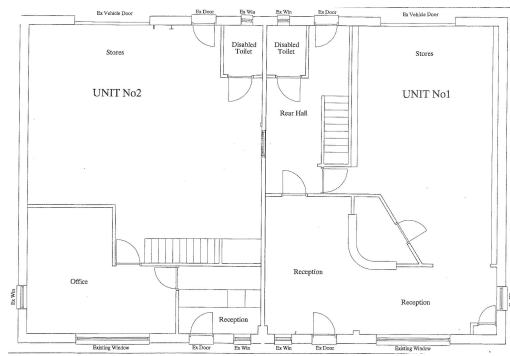 Ex Vehicle Door
Ex Door
Ex Win
Ex Win
Ex Door
Ex Vehicle Door
Stores
Disabled
Toilet
Disabled
Toilet
Stores
UNIT No2
UNIT No1
Rear Hall
Office
Reception
Reception
Reception
Ex Win
Existing Window
Ex Door
Ex Win
Ex Win
Ex Door
Existing Window